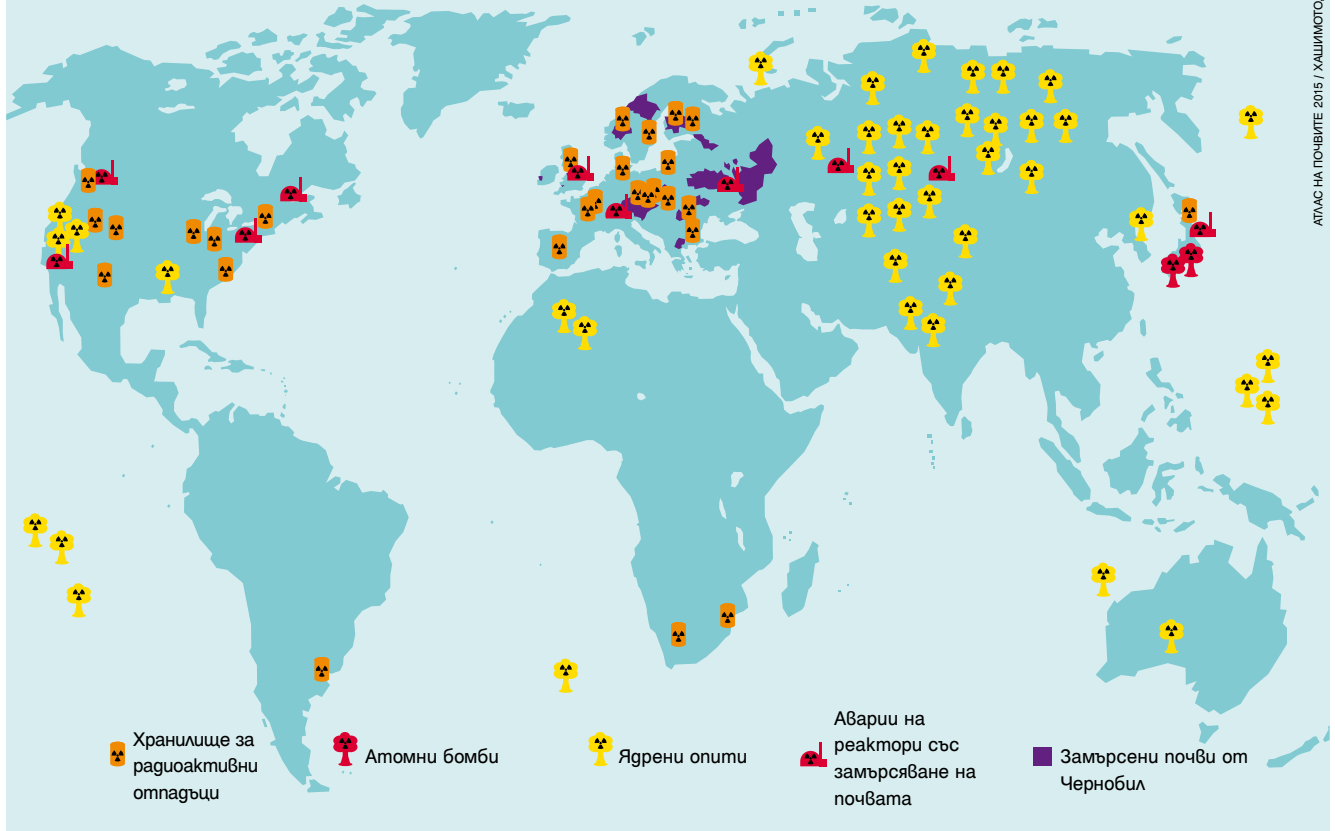 АТЛАС НА ПОЧВИТЕ 2015 / ХАШИМОТО,
Хранилище за
радиоактивни
отпадъци
Атомни бомби
Ядрени опити
Аварии на
реактори със
замърсяване на
почвата
Замърсени почви от
Чернобил